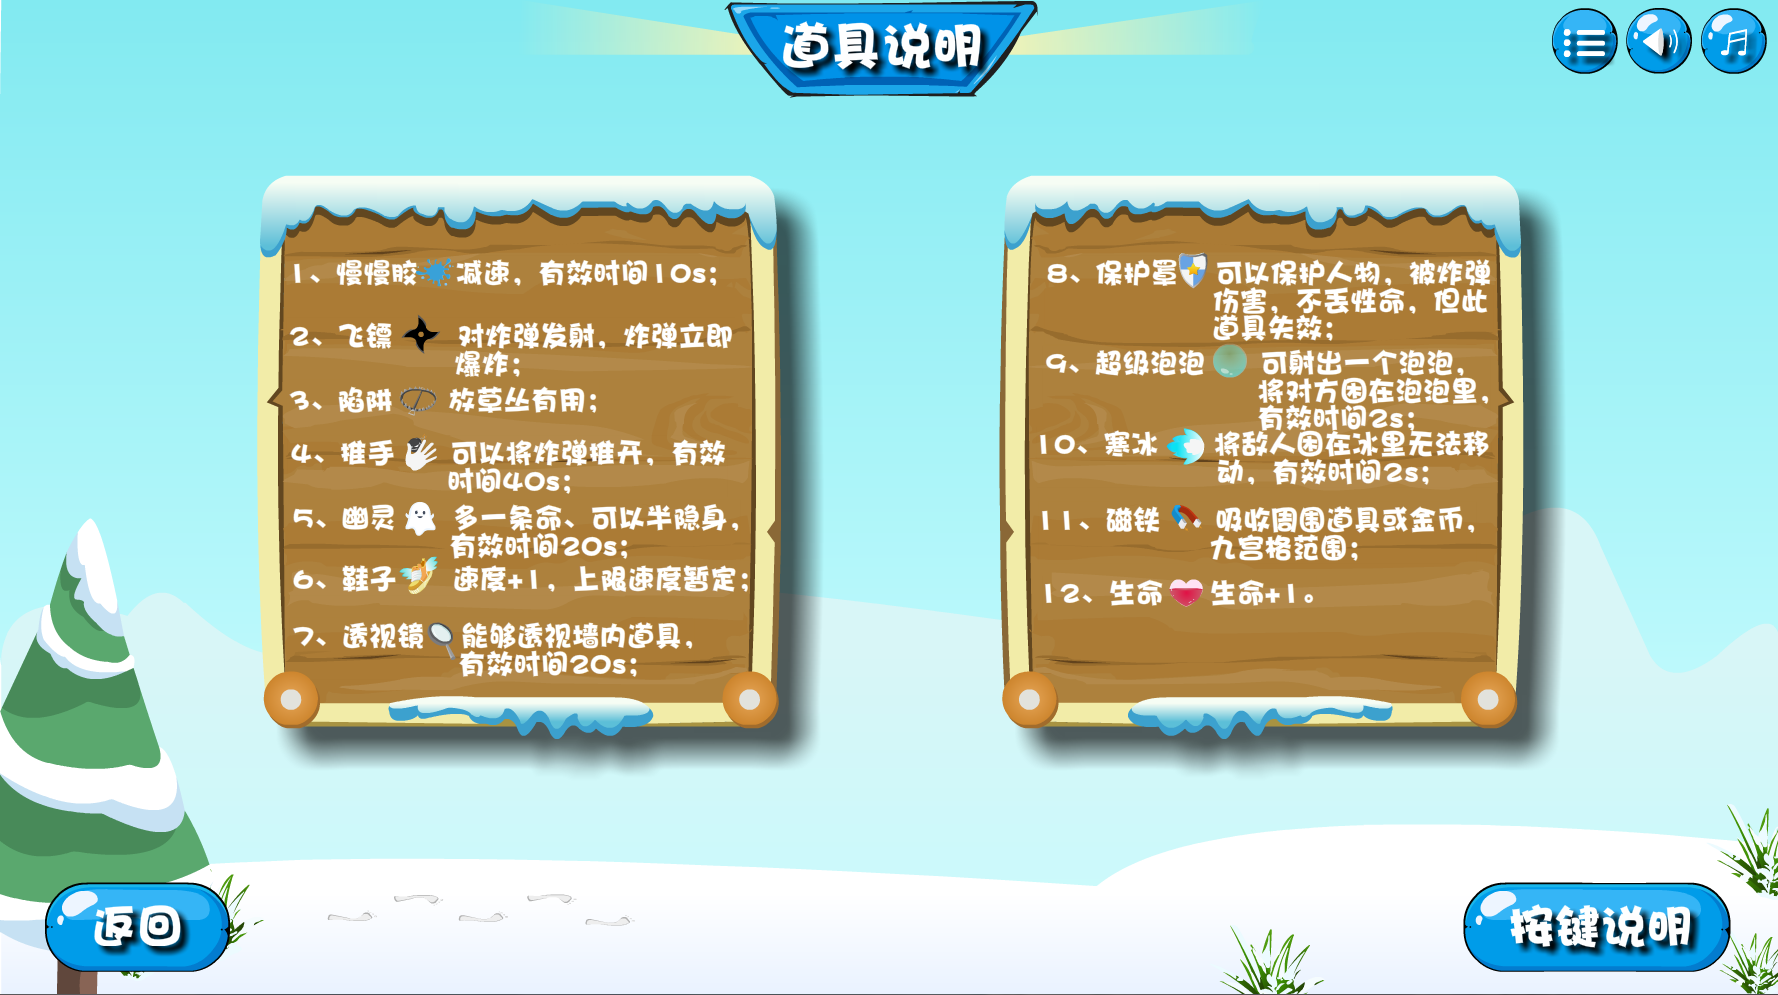 道具说明
1、慢慢胶 减速，有效时间10s；
2、飞镖 对炸弹发射，炸弹立即
爆炸；
3、陷阱 放草丛有用；
4、推手 可以将炸弹推开，有效
时间40s；
5、幽灵 多一条命、可以半隐身，
有效时间20s；
6、鞋子 速度+1，上限速度暂定；
7、透视镜 能够透视墙内道具，
有效时间20s；
8、保护罩 可以保护人物，被炸弹
伤害，不丢性命，但此
道具失效；
9、超级泡泡 可射出一个泡泡，
将对方困在泡泡里，
有效时间2s；
10、寒冰 将敌人困在冰里无法移
动，有效时间2s；
11、磁铁 吸收周围道具或金币，
九宫格范围；
12、生命 生命+1。
返回
按键说明